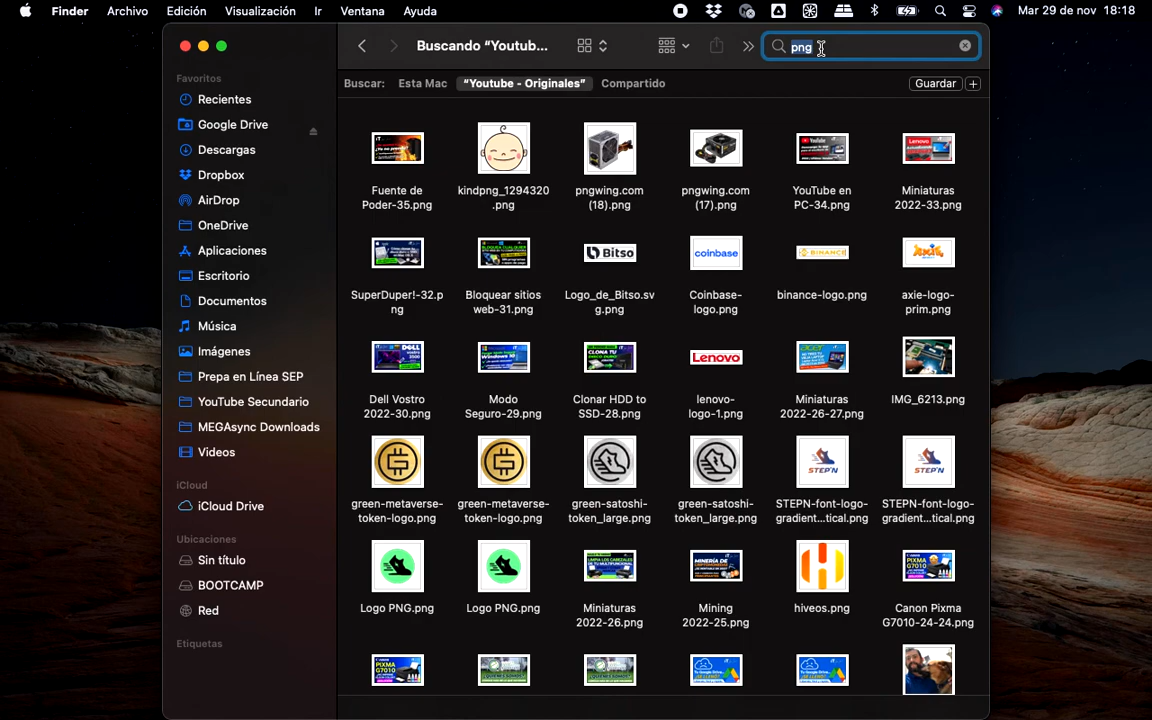 Finder Archivo Edición Visualización Ir Ventana Ayuda Mar 29 de nov 18:18
Buscando “Youtub... png
Favoritos
Recientes
Google Drive
Descargas
Dropbox
AirDrop
OneDrive
Aplicaciones
Escritorio
Documentos
Música
Imágenes
Prepa en Línea SEP
YouTube Secundario
MEGAsync Downloads
Videos
iCloud
iCloud Drive
Ubicaciones
Sin título
BOOTCAMP
Red
Etiquetas
Buscar: Esta Mac “Youtube - Originales” Compartido Guardar +
Fuente de
Poder-35.png
kindpng_1294320
.png
pngwing.com
(18).png
pngwing.com
(17).png
YouTube en
PC-34.png
Miniaturas
2022-33.png
Bitso
coinbase
BINANCE
SuperDuper!-32.p
ng
Bloquear sitios
web-31.png
Logo_de_Bitso.sv
g.png
Coinbase-
logo.png
binance-logo.png
axie-logo-
prim.png
Lenovo
Dell Vostro
2022-30.png
Modo
Seguro-29.png
Clonar HDD to
SSD-28.png
lenovo-
logo-1.png
Miniaturas
2022-26-27.png
IMG_6213.png
STEP'N
STEP'N
green-metaverse-
token-logo.png
green-metaverse-
token-logo.png
green-satoshi-
token_large.png
green-satoshi-
token_large.png
STEPN-font-logo-
gradient...tical.png
STEPN-font-logo-
gradient...tical.png
Logo PNG.png
Logo PNG.png
Miniaturas
2022-26.png
Mining
2022-25.png
hiveos.png
Canon Pixma
G7010-24-24.png